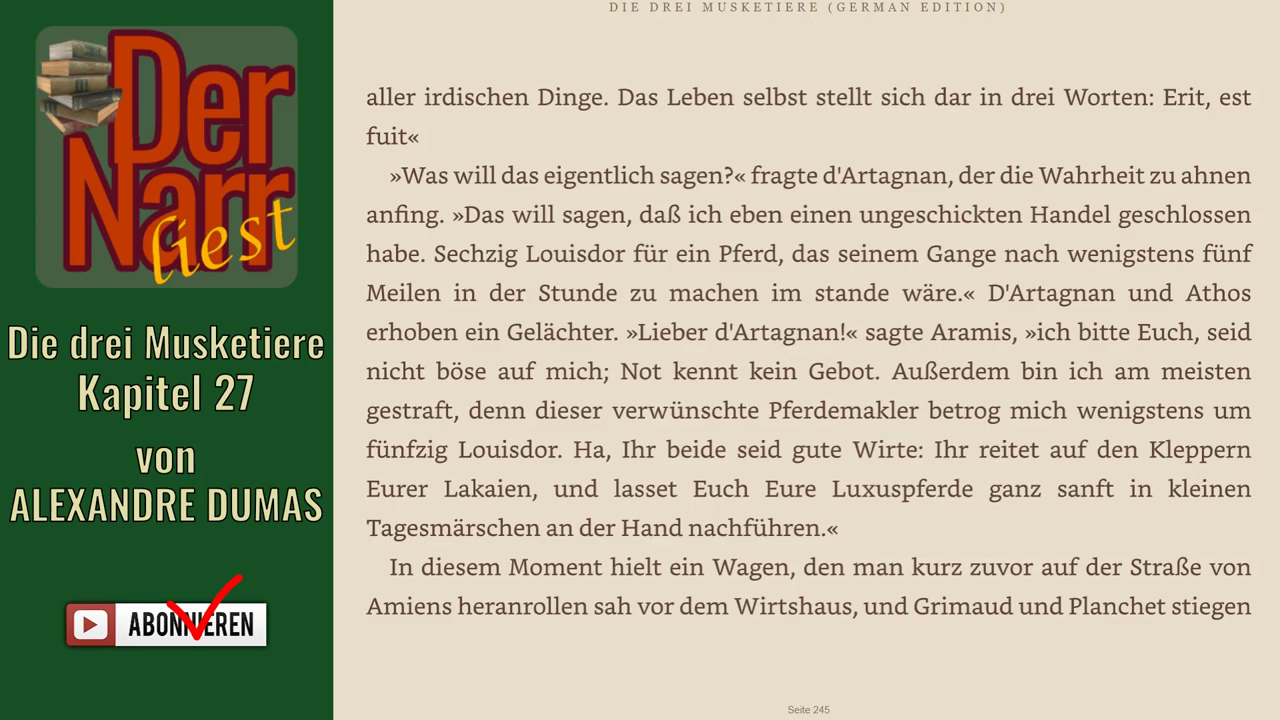 Der
Narr
liest
Die drei Musketiere
Kapitel 27
von
ALEXANDRE DUMAS
ABONNIEREN
DIE DREI MUSKETIERE (GERMAN EDITION)
aller irdischen Dinge. Das Leben selbst stellt sich dar in drei Worten: Erit, est
fuit«
»Was will das eigentlich sagen?« fragte d'Artagnan, der die Wahrheit zu ahnen
anfing. »Das will sagen, daß ich eben einen ungeschickten Handel geschlossen
habe. Sechzig Louisdor für ein Pferd, das seinem Gange nach wenigstens fünf
Meilen in der Stunde zu machen im stande wäre.« D'Artagnan und Athos
erhoben ein Gelächter. »Lieber d'Artagnan!« sagte Aramis, »ich bitte Euch, seid
nicht böse auf mich; Not kennt kein Gebot. Außerdem bin ich am meisten
gestraft, denn dieser verwünschte Pferdemakler betrog mich wenigstens um
fünfzig Louisdor. Ha, Ihr beide seid gute Wirte: Ihr reitet auf den Kleppern
Eurer Lakaien, und lasset Euch Eure Luxuspferde ganz sanft in kleinen
Tagesmärschen an der Hand nachführen.«
In diesem Moment hielt ein Wagen, den man kurz zuvor auf der Straße von
Amiens heranrollen sah vor dem Wirtshaus, und Grimaud und Planchet stiegen
Seite 245